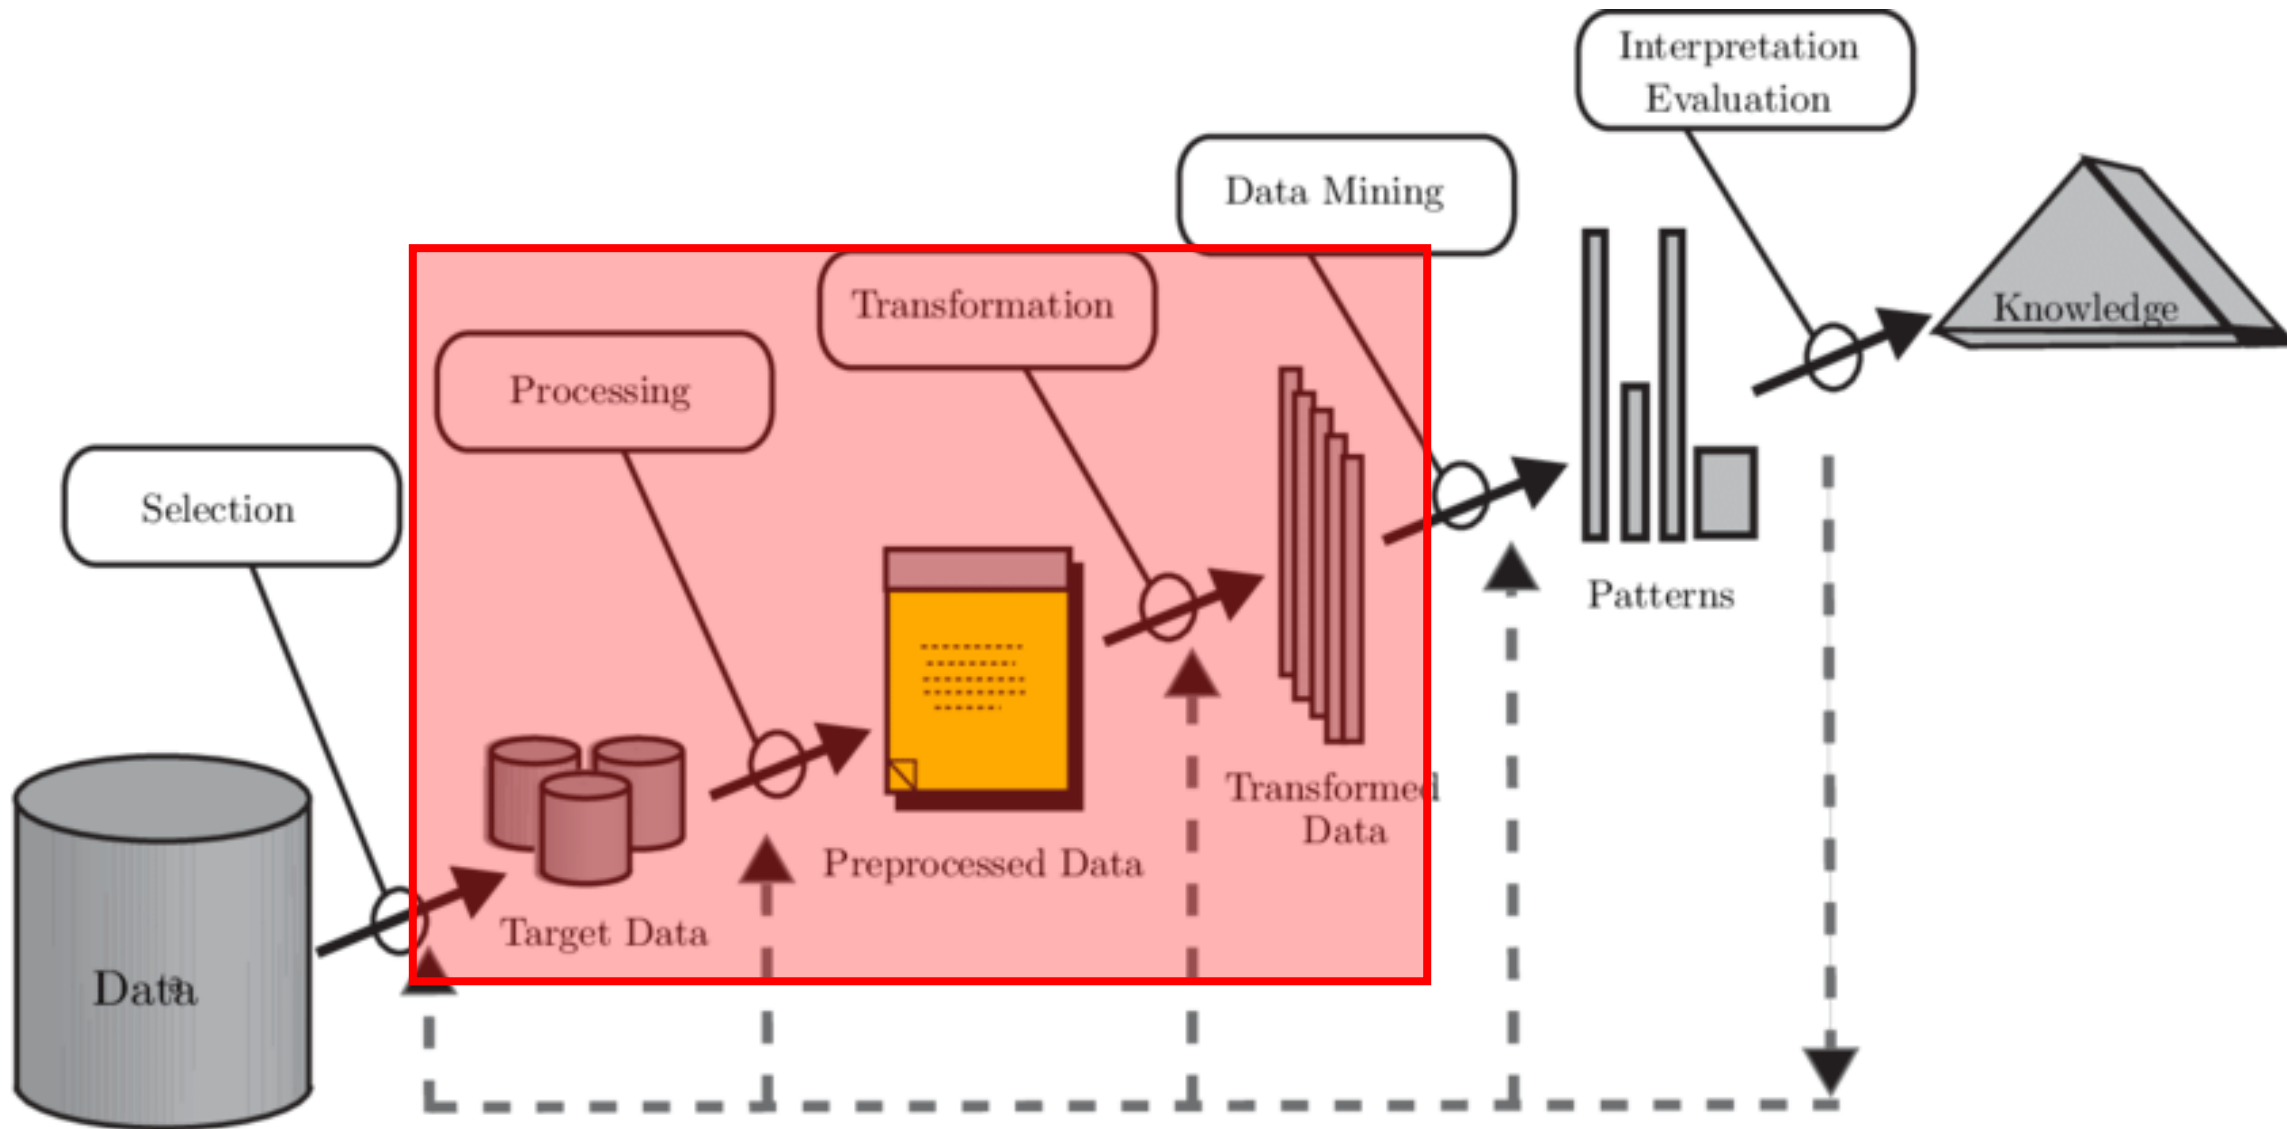 Interpretation
Evaluation
Data Mining
Transformation
Processing
Selection
Knowledge
Patterns
Transformed
Data
Preprocessed Data
Target Data
Data